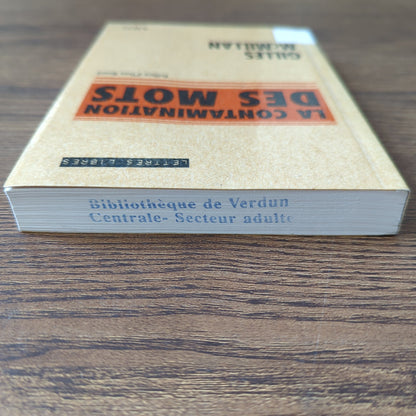 GILLES
McMILLAN
LA CONTAMINATION
DES MOTS
LETTRES LIBRES
Bibliothèque de Verdun
Centrale- Secteur adulte